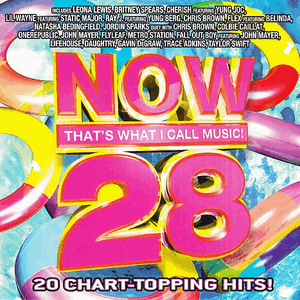 INCLUDES LEONA LEWIS, BRITNEY SPEARS, CHERISH FEATURING YUNG JOC,
LIL WAYNE FEATURING STATIC MAJOR, RAY J FEATURING YUNG BERG, CHRIS BROWN, FLEX FEATURING BELINDA,
NATASHA BEDINGFIELD, JORDIN SPARKS DUET WITH CHRIS BROWN, COLBIE CAILLAT,
ONEREPUBLIC, JOHN MAYER, FLYLEAF, METRO STATION, FALL OUT BOY FEATURING JOHN MAYER,
LIFEHOUSE, DAUGHTRY, GAVIN DEGRAW, TRACE ADKINS, TAYLOR SWIFT
NOW
THAT'S WHAT I CALL MUSIC!
28
20 CHART-TOPPING HITS!